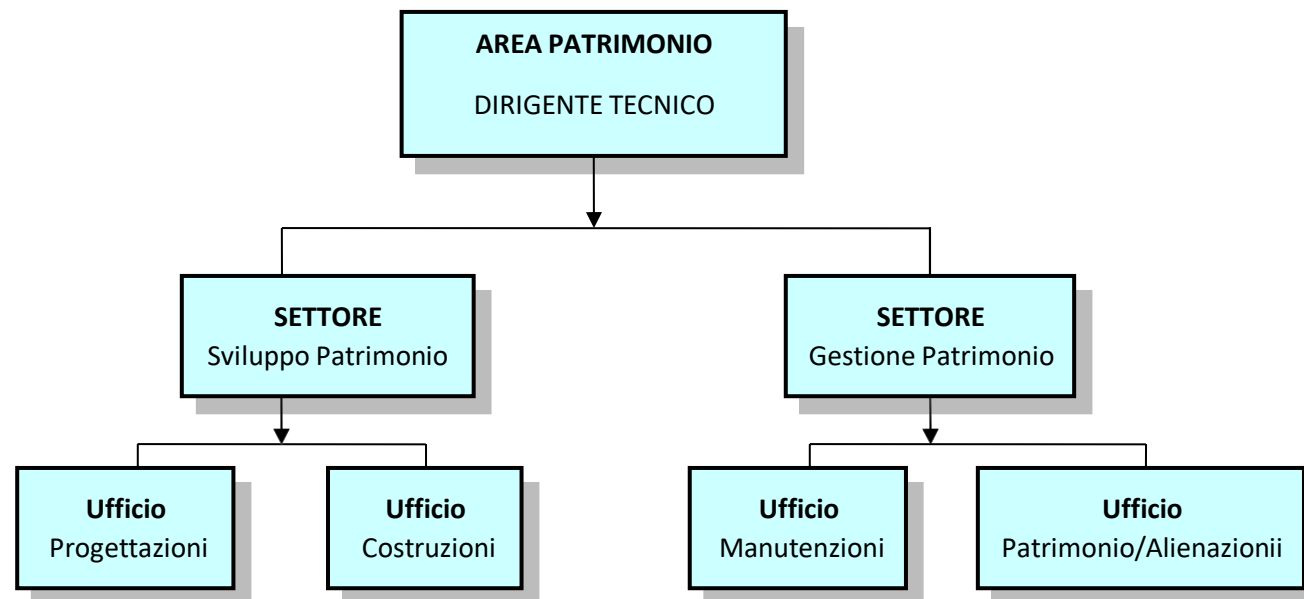 AREA PATRIMONIO
DIRIGENTE TECNICO
SETTORE
Sviluppo Patrimonio
SETTORE
Gestione Patrimonio
Ufficio
Progettazioni
Ufficio
Costruzioni
Ufficio
Manutenzioni
Ufficio
Patrimonio/Alienazionii